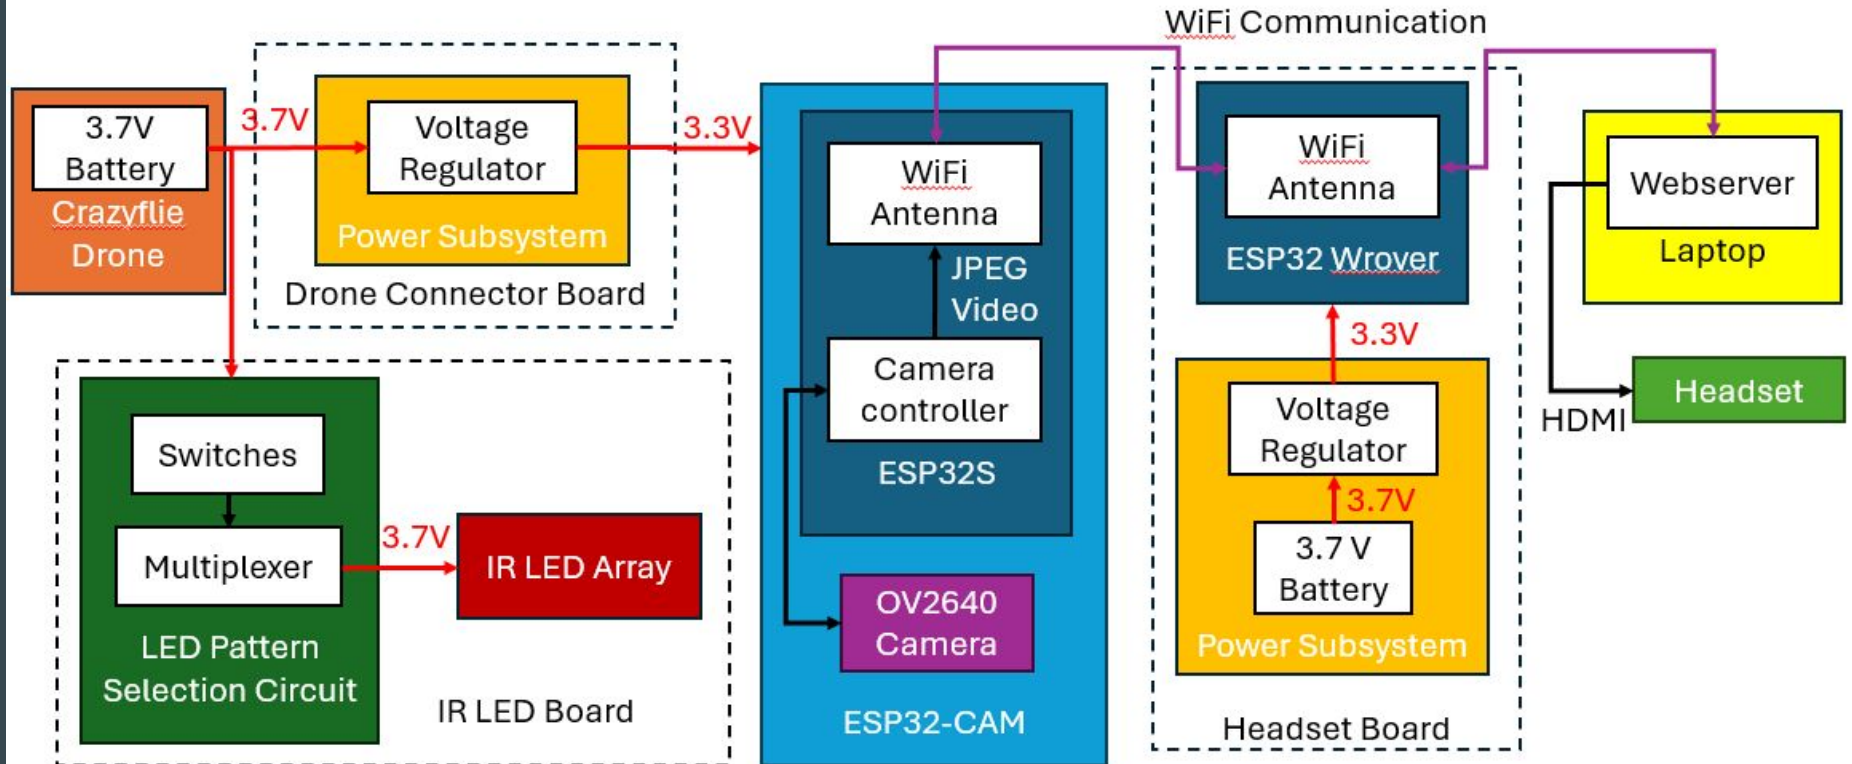 WiFi Communication
3.7V
Battery
Crazyflie
Drone
3.7V
Voltage
Regulator
Power Subsystem
Drone Connector Board
3.3V
WiFi
Antenna
JPEG
Video
Camera
controller
ESP32S
OV2640
Camera
ESP32-CAM
Switches
Multiplexer
LED Pattern
Selection Circuit
3.7V
IR LED Array
IR LED Board
WiFi
Antenna
ESP32 Wrover
3.3V
Voltage
Regulator
3.7V
3.7 V
Battery
Power Subsystem
Headset Board
Webserver
Laptop
HDMI
Headset